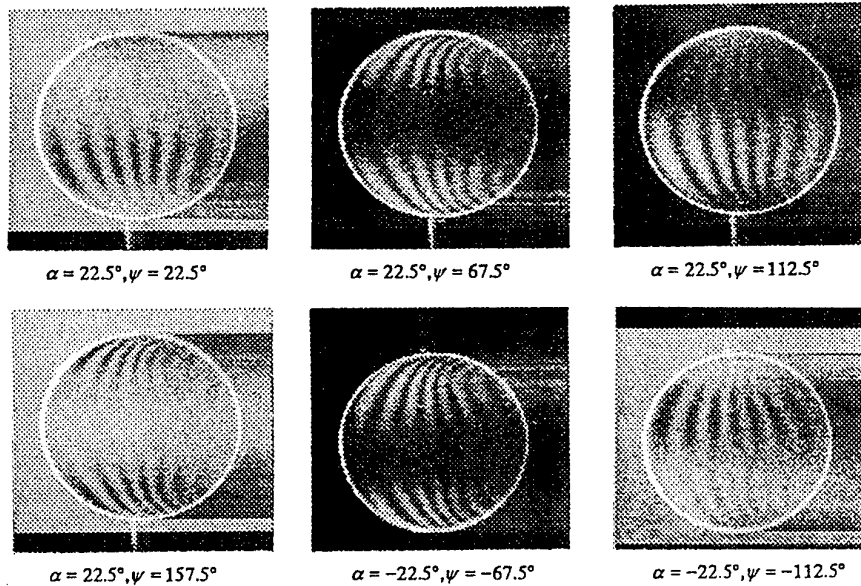 α = 22.5°, ψ = 22.5°
α = 22.5°, ψ = 67.5°
α = 22.5°, ψ = 112.5°
α = 22.5°, ψ = 157.5°
α = −22.5°, ψ = −67.5°
α = −22.5°, ψ = −112.5°